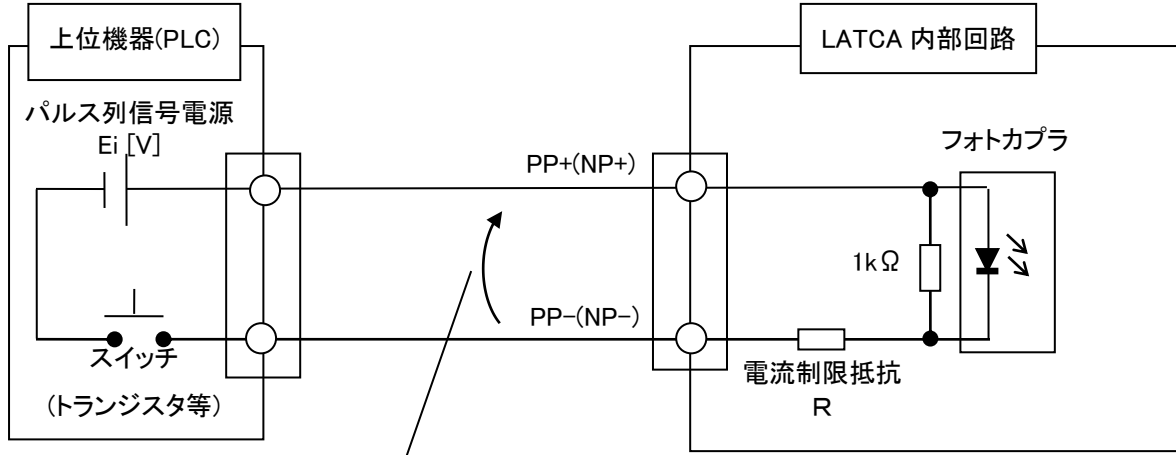 上位機器(PLC)
LATCA 内部回路
パルス列信号電源
Ei [V]
フォトカプラ
PP+(NP+)
1kΩ
PP-(NP-)
スイッチ
(トランジスタ等)
電流制限抵抗
R